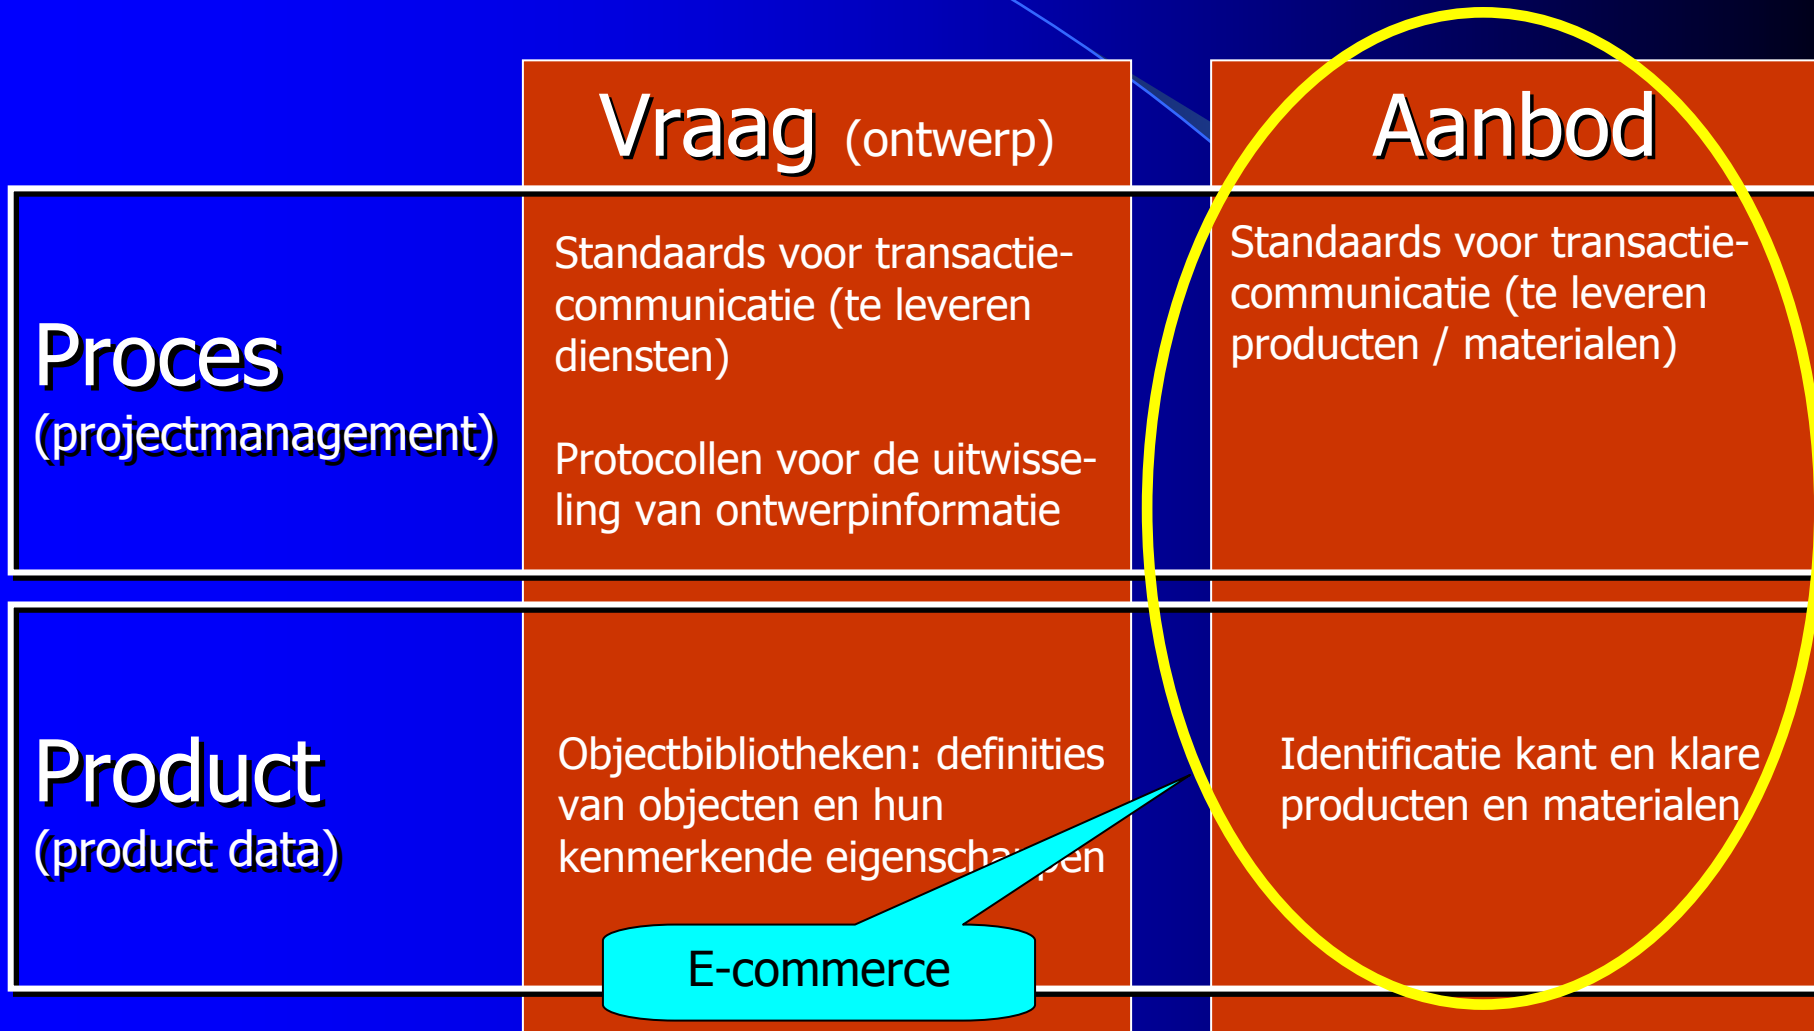 Vraag (ontwerp)
Aanbod
Proces
(projectmanagement)
Standaards voor transactie-
communicatie (te leveren
diensten)
Protocollen voor de uitwisse-
ling van ontwerpinformatie
Standaards voor transactie-
communicatie (te leveren
producten / materialen)
Product
(product data)
Objectbibliotheken: definities
van objecten en hun
kenmerkende eigenschappen
Identificatie kant en klare
producten en materialen
E-commerce